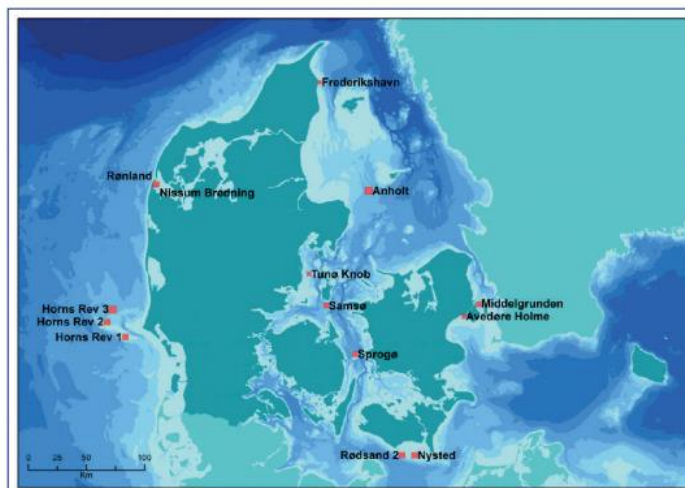 Frederikshavn
Rønland
Nissum Brødning
Anholt
Tunø Knob
Horns Rev 3
Samsø
Middelgrunden
Horns Rev 2
Avedøre Holme
Horns Rev 1
Sprogø
Rødsand 2
Nysted
0 25 50 100
Km